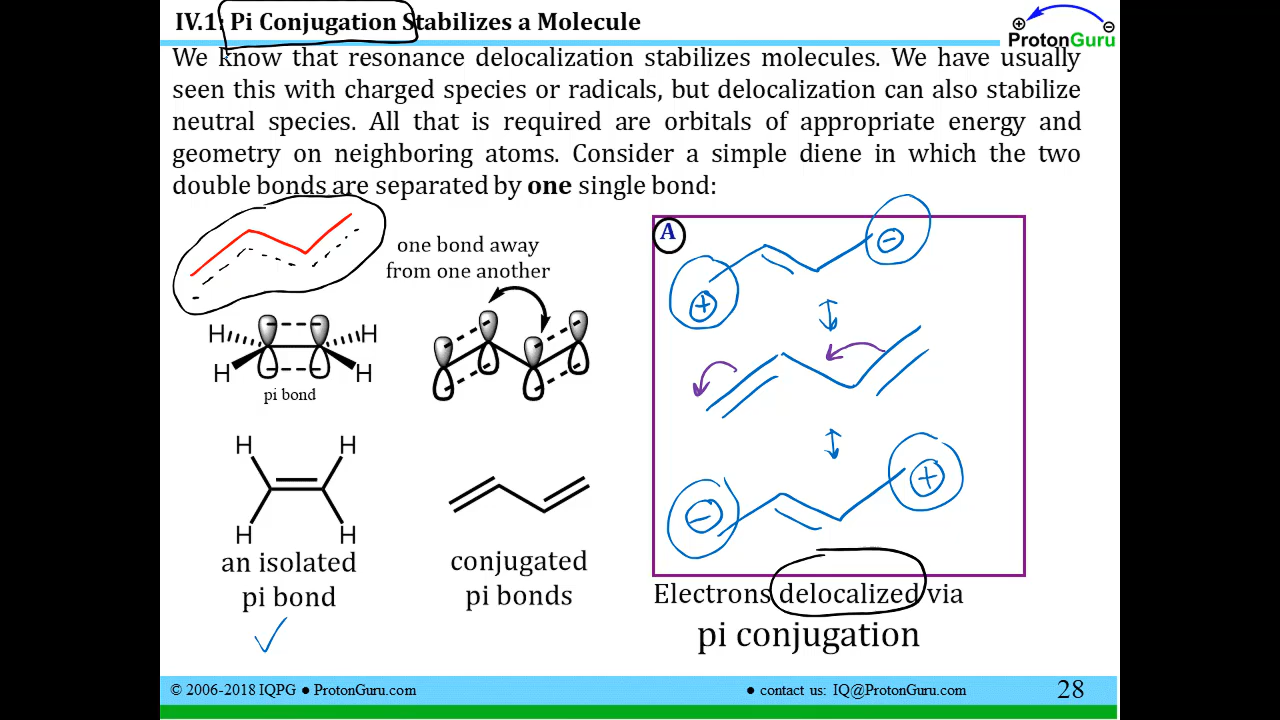 IV.1: Pi Conjugation Stabilizes a Molecule
ProtonGuru
We know that resonance delocalization stabilizes molecules. We have usually
seen this with charged species or radicals, but delocalization can also stabilize
neutral species. All that is required are orbitals of appropriate energy and
geometry on neighboring atoms. Consider a simple diene in which the two
double bonds are separated by one single bond:
one bond away
from one another
H H
H H
pi bond
H H
H H
an isolated
pi bond
conjugated
pi bonds
A
Electrons delocalized via
pi conjugation
© 2006-2018 IQPG ● ProtonGuru.com
● contact us: IQ@ProtonGuru.com
28